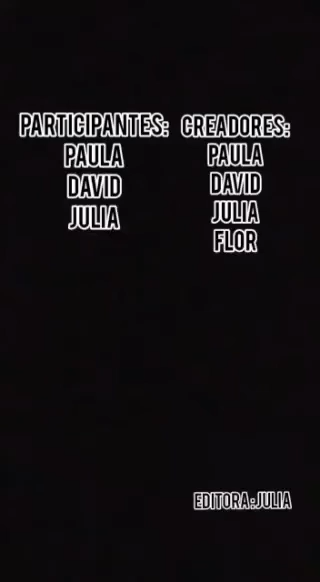 PARTICIPANTES:
PAULA
DAVID
JULIA
CREADORES:
PAULA
DAVID
JULIA
FLOR
EDITORA:JULIA